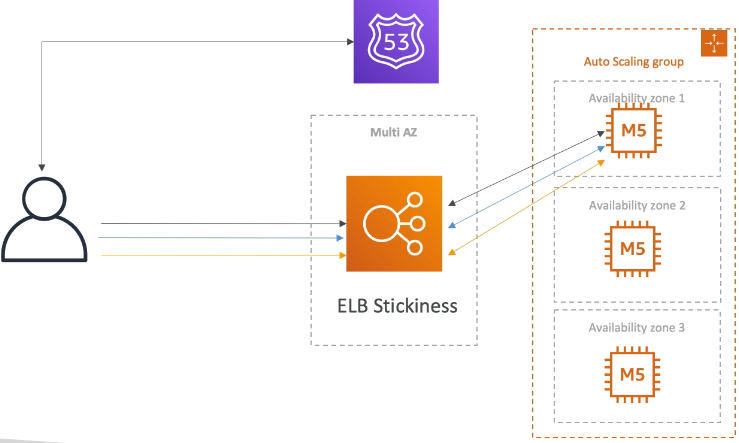 53
Auto Scaling group
Availability zone 1
M5
Multi AZ
Availability zone 2
M5
ELB Stickiness
Availability zone 3
M5